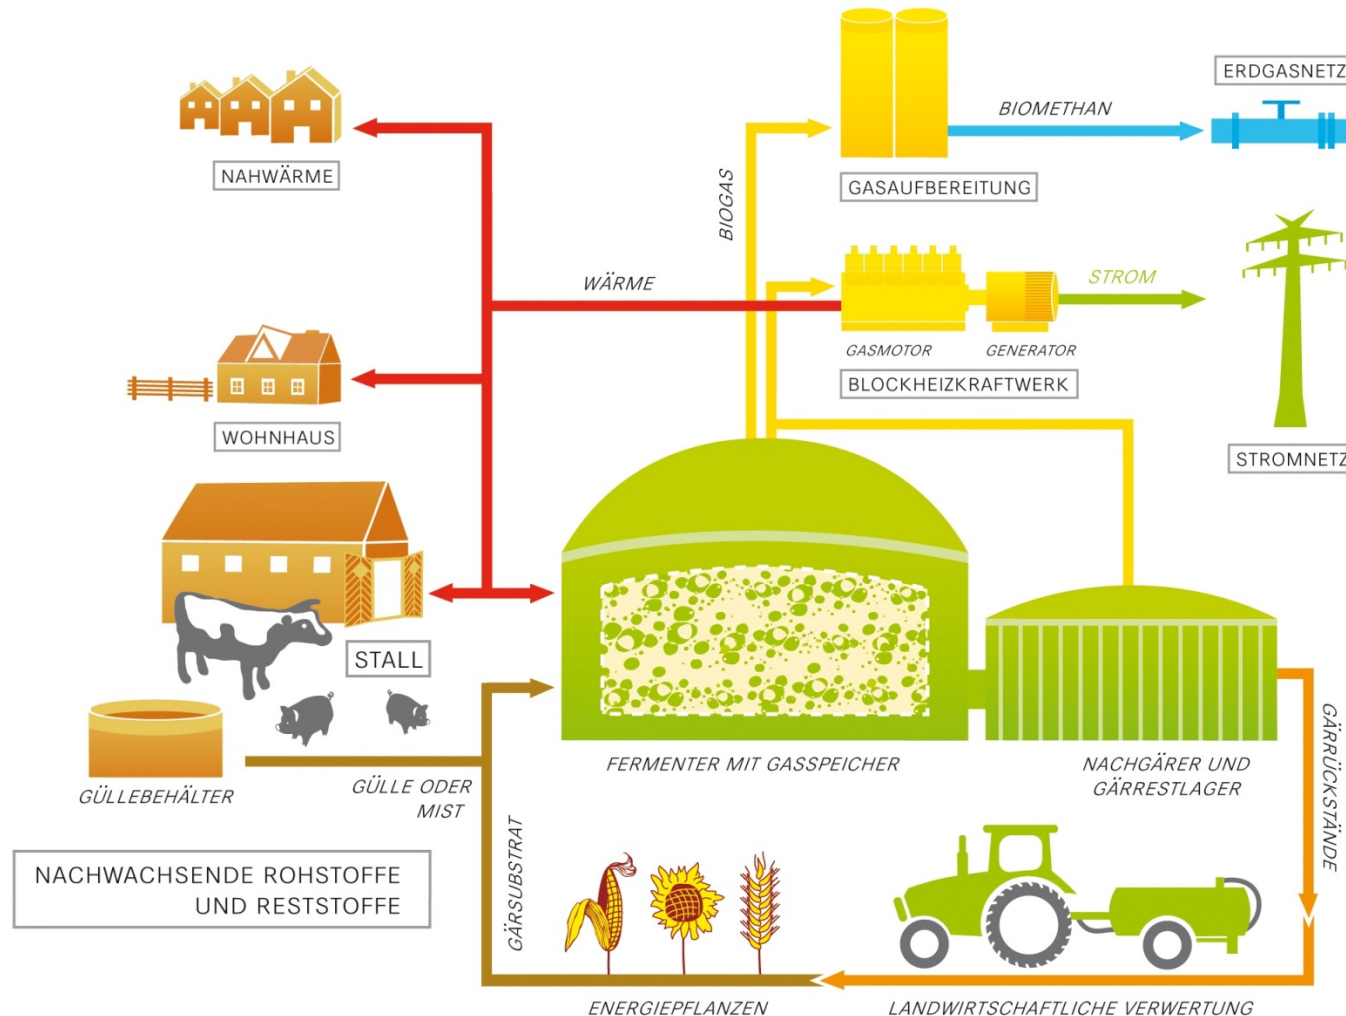 ERDGASNETZ
BIOMETHAN
NAHWÄRME
GASAUFBEREITUNG
BIOGAS
WÄRME
STROM
GASMOTOR
GENERATOR
BLOCKHEIZKRAFTWERK
WOHNHAUS
STROMNETZ
STALL
FERMENTER MIT GASSPEICHER
NACHGÄRER UND
GÄRRESTLAGER
GÄRRÜCKSTÄNDE
GÜLLEBEHÄLTER
GÜLLE ODER
MIST
NACHWACHSENDE ROHSTOFFE
UND RESTSTOFFE
GÄRSUBSTRAT
ENERGIEPFLANZEN
LANDWIRTSCHAFTLICHE VERWERTUNG